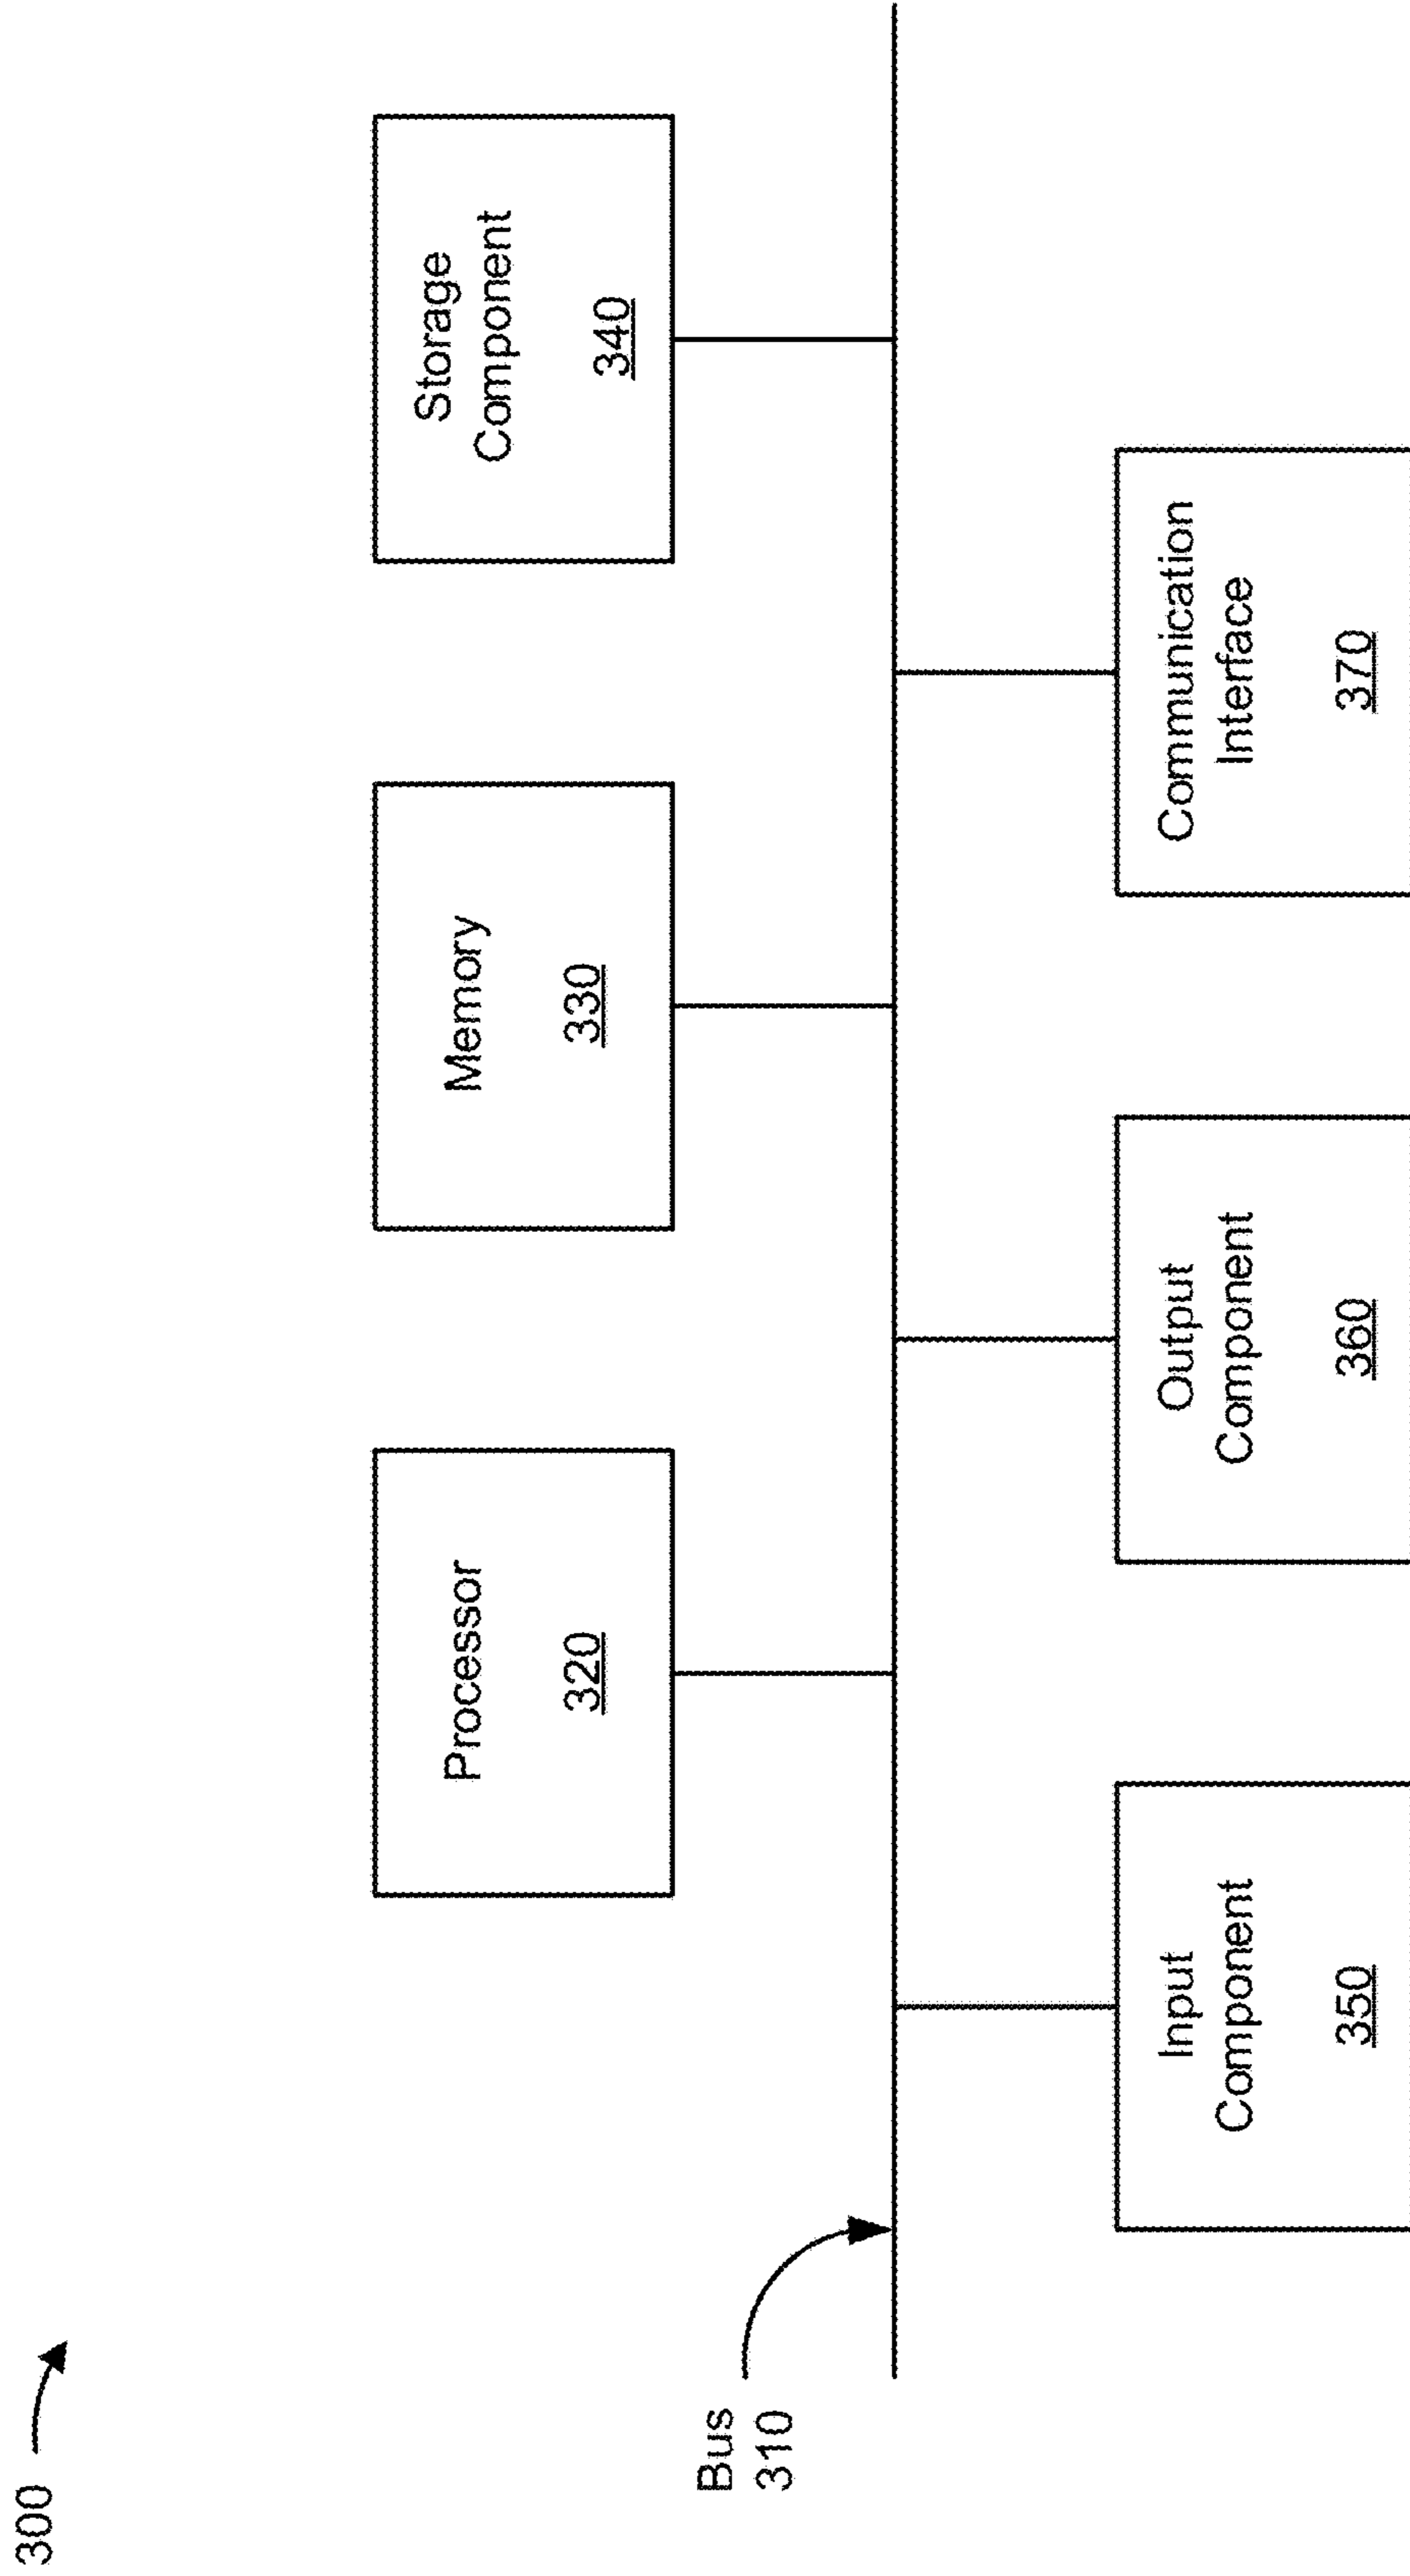 300
Processor
320
Memory
330
Storage
Component
340
Bus
310
Input
Component
350
Output
Component
360
Communication
Interface
370